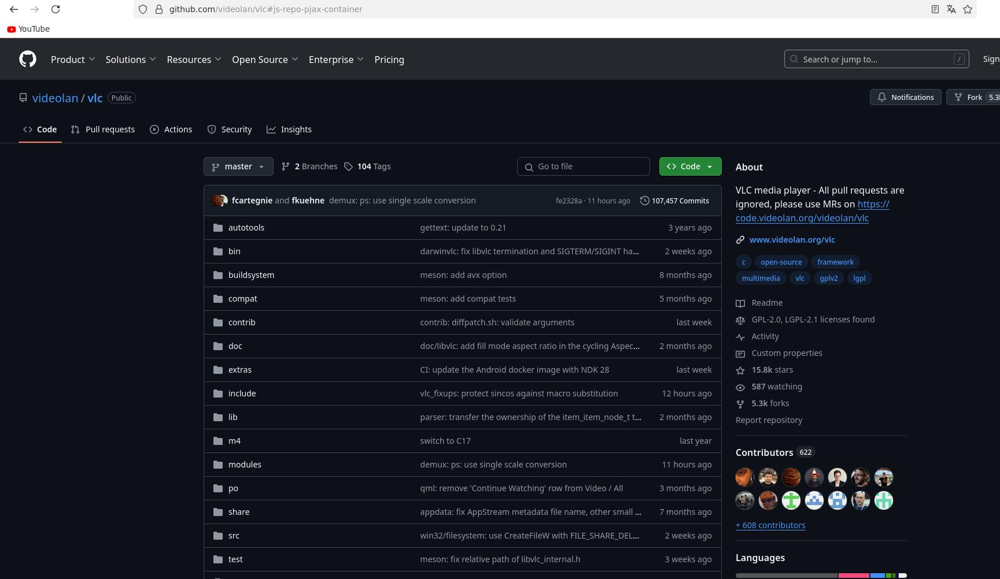 github.com/videolan/vlc#js-repo-pjax-container
YouTube
Product Solutions Resources Open Source Enterprise Pricing Search or jump to... / Sign
videolan / vlc Public Notifications Fork 5.3k
Code Pull requests Actions Security Insights
master 2 Branches 104 Tags Go to file Code
fcartegnie and fkuehne demux: ps: use single scale conversion fe2328a · 11 hours ago 107,457 Commits
autotools gettext: update to 0.21 3 years ago
bin darwinvlc: fix libvlc termination and SIGTERM/SIGINT ha... 2 weeks ago
buildsystem meson: add avx option 8 months ago
compat meson: add compat tests 5 months ago
contrib contrib: diffpatch.sh: validate arguments last week
doc doc/libvlc: add fill mode aspect ratio in the cycling Aspec... 2 months ago
extras CI: update the Android docker image with NDK 28 last week
include vlc_fixups: protect sincos against macro substitution 12 hours ago
lib parser: transfer the ownership of the item_item_node_t t... 2 months ago
m4 switch to C17 last year
modules demux: ps: use single scale conversion 11 hours ago
po qml: remove 'Continue Watching' row from Video / All 3 months ago
share appdata: fix AppStream metadata file name, other small ... 7 months ago
src win32/filesystem: use CreateFileW with FILE_SHARE_DEL... 2 weeks ago
test meson: fix relative path of libvlc_internal.h 3 weeks ago
About
VLC media player - All pull requests are
ignored, please use MRs on https://
code.videolan.org/videolan/vlc
www.videolan.org/vlc
c open-source framework
multimedia vlc gplv2 lgpl
Readme
GPL-2.0, LGPL-2.1 licenses found
Activity
Custom properties
15.8k stars
587 watching
5.3k forks
Report repository
Contributors 622
+ 608 contributors
Languages